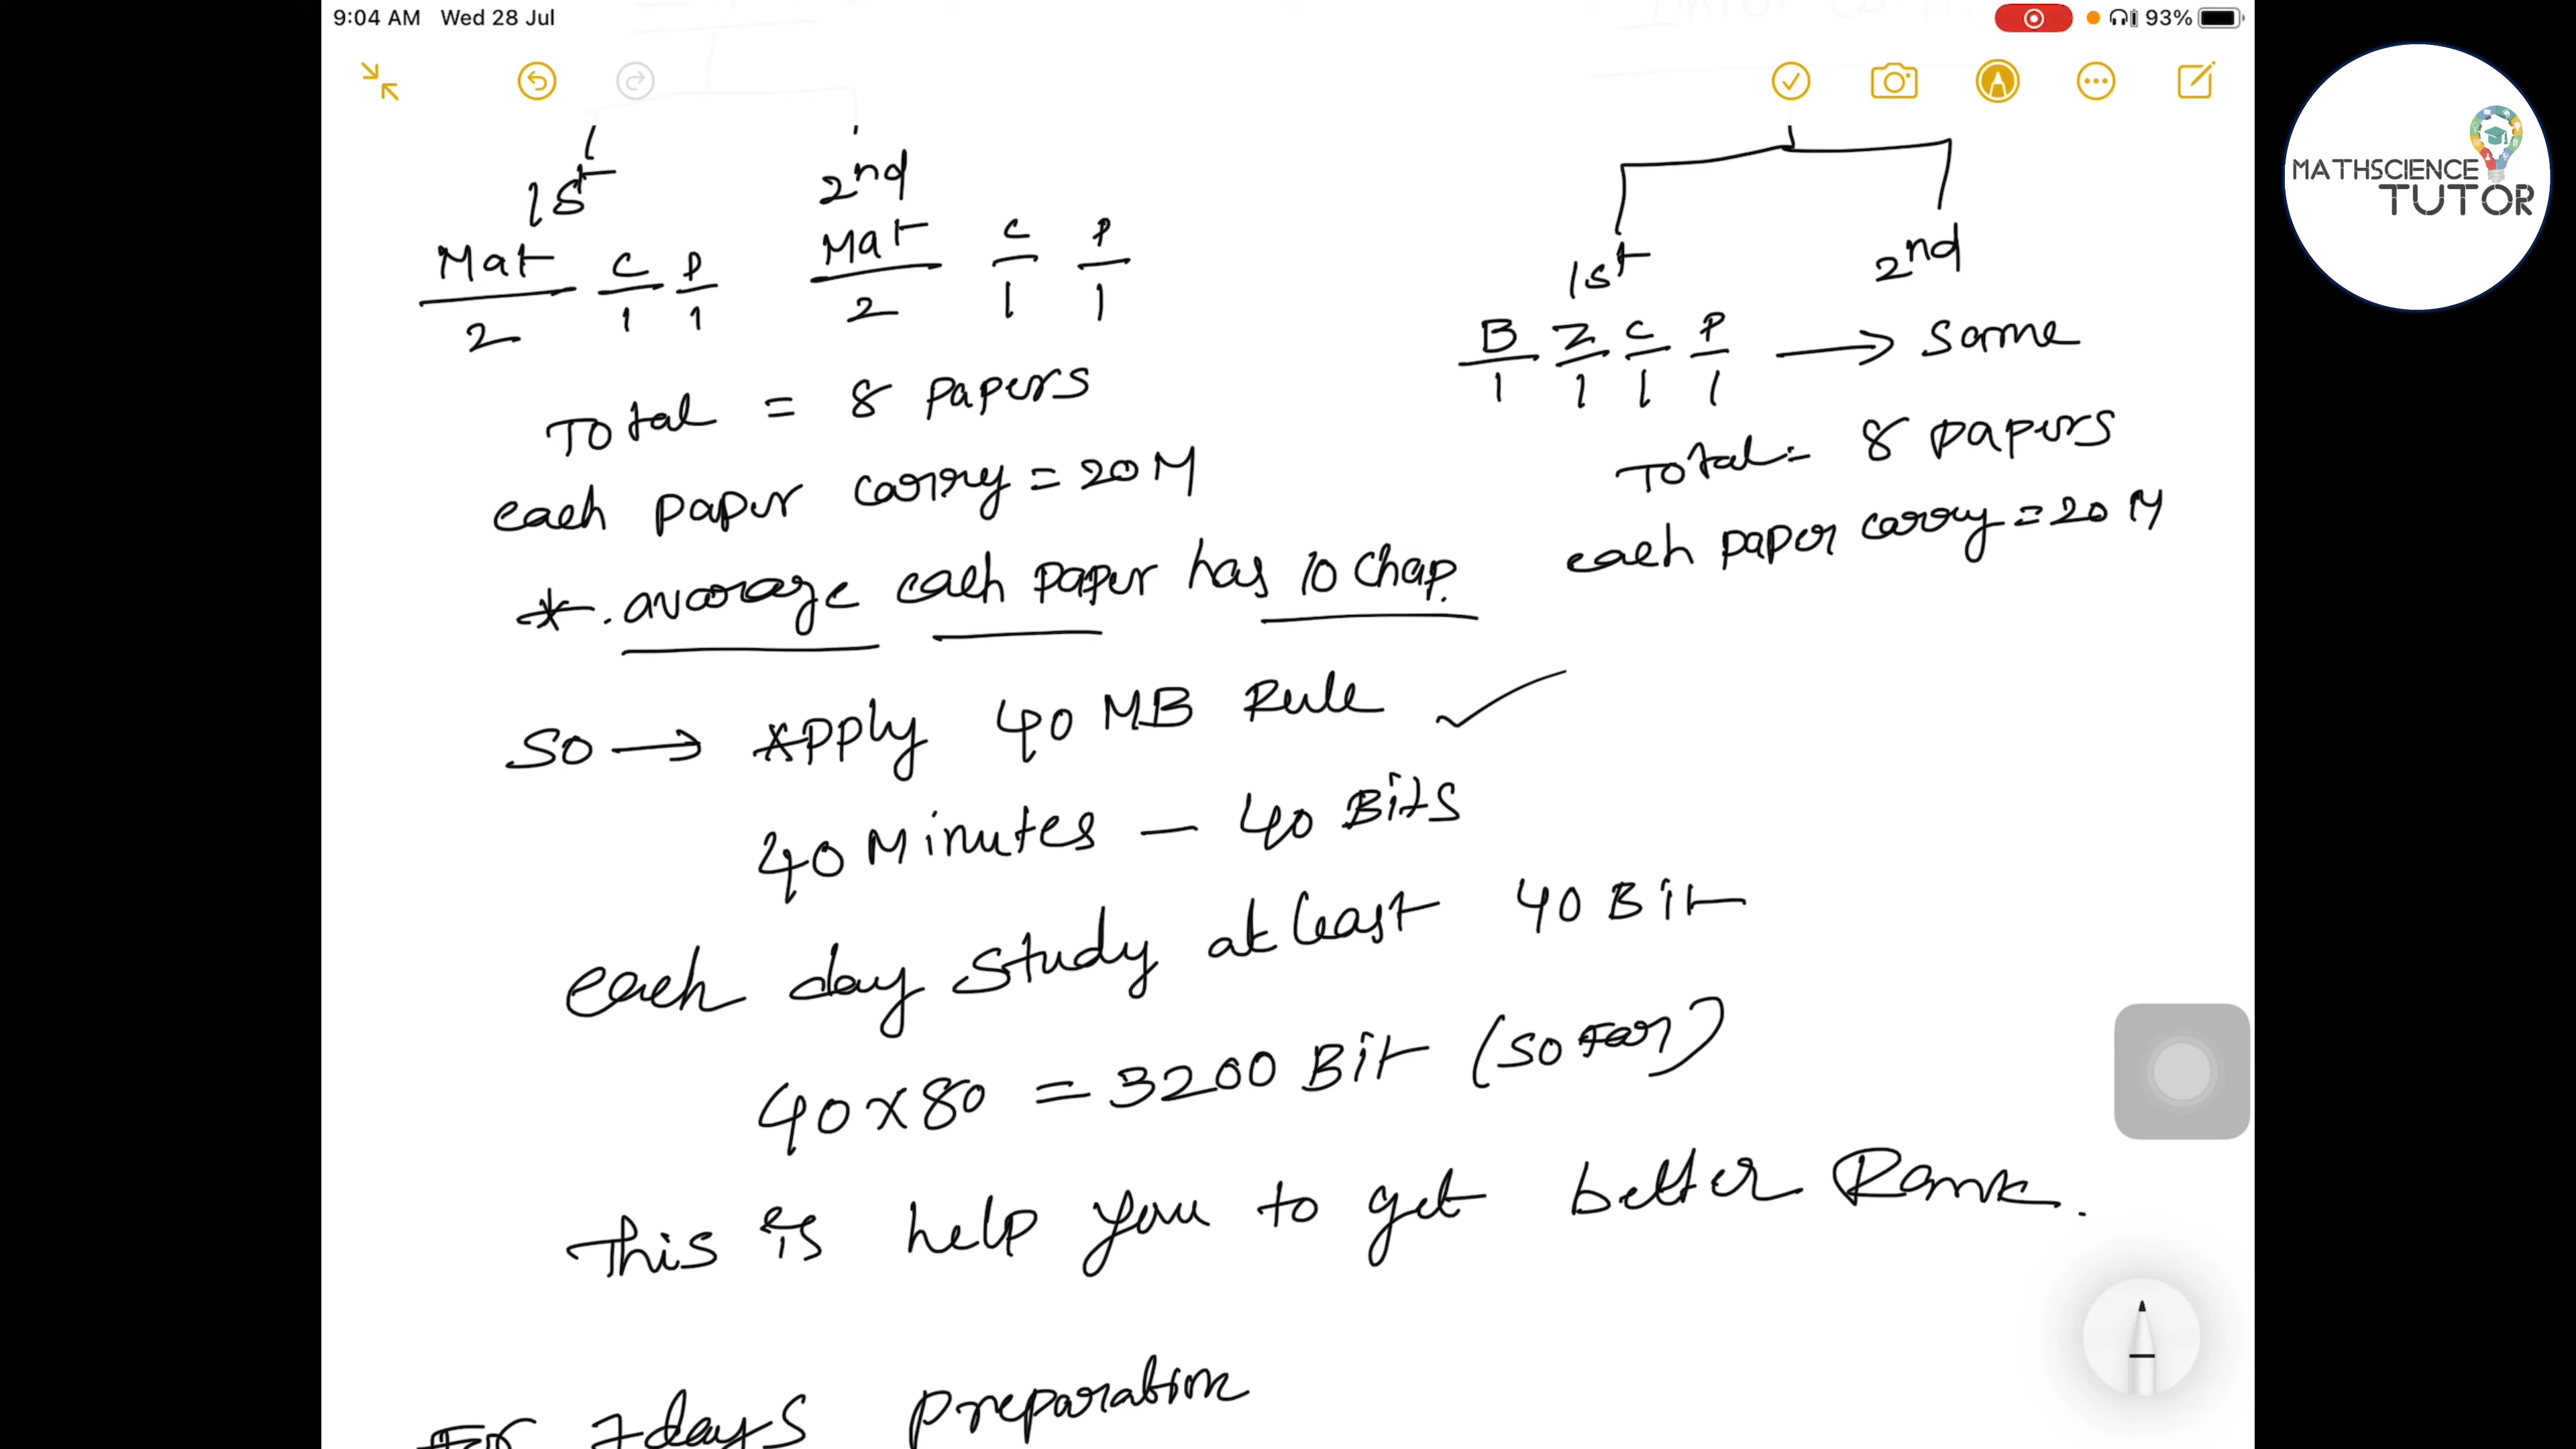 9:04 AM Wed 28 Jul
93%
MATHSCIENCE
TUTOR
1st
2nd
Mat C P
2 1 1
Mat C P
2 1 1
Total = 8 papers
each paper carry = 20 M
*. average each paper has 10 chap.
So → Apply 40 MB Rule ✓
40 Minutes - 40 Bits
each day study at least 40 Bit
40 x 80 = 3200 Bit (so far)
This is help you to get better Rank.
For 7days preparation
1st
2nd
B Z C P → Same
1 1 1 1
Total = 8 papers
each paper carry = 20 M